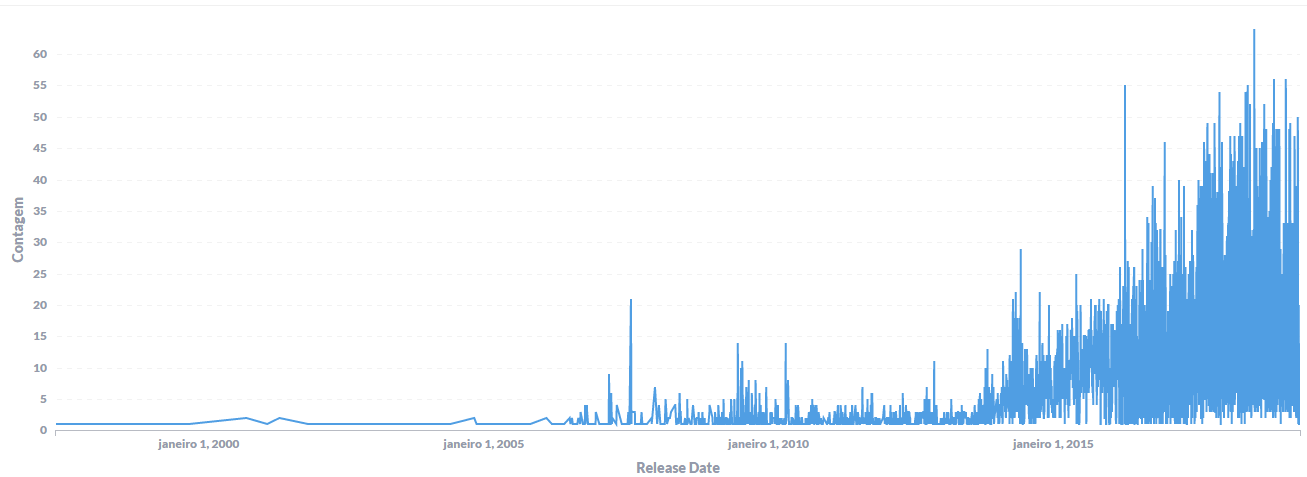 60
55
50
45
40
35
30
25
20
15
10
5
0
Contagem
janeiro 1, 2000
janeiro 1, 2005
janeiro 1, 2010
janeiro 1, 2015
Release Date